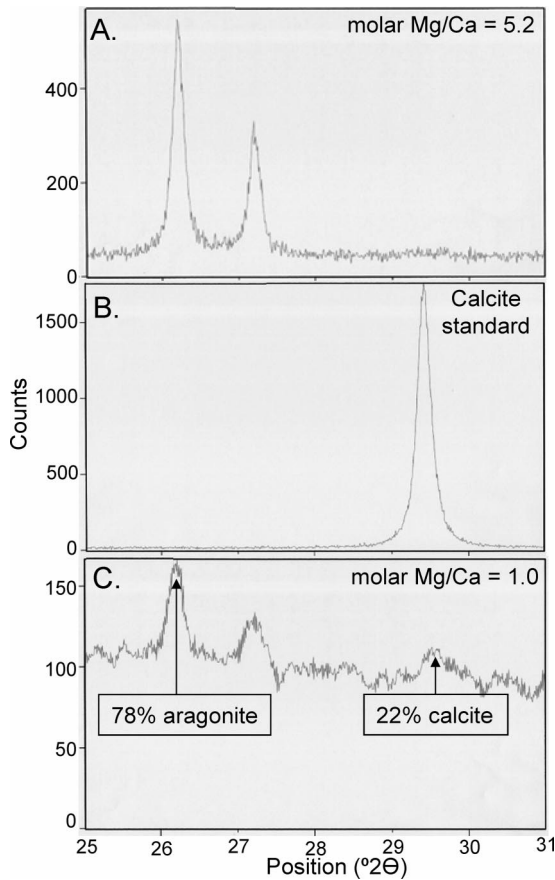 A.
molar Mg/Ca = 5.2
400
200
0
B.
Calcite
standard
1500
1000
500
0
Counts
C.
molar Mg/Ca = 1.0
150
100
78% aragonite
22% calcite
50
0
25 26 27 28 29 30 31
Position (º2Θ)